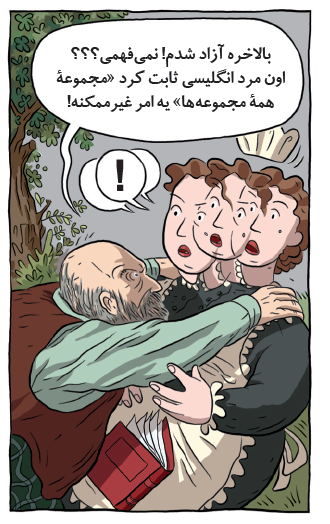 بالاخره آزاد شدم! نمی‌فهمی؟؟؟
اون مرد انگلیسی ثابت کرد «مجموعهٔ
همهٔ مجموعه‌ها» یه امر غیرممکنه!
!